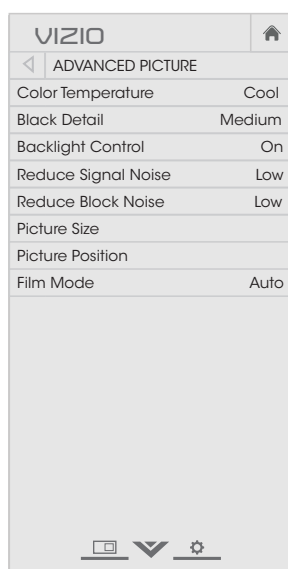 VIZIO
ADVANCED PICTURE
Color Temperature Cool
Black Detail Medium
Backlight Control On
Reduce Signal Noise Low
Reduce Block Noise Low
Picture Size
Picture Position
Film Mode Auto